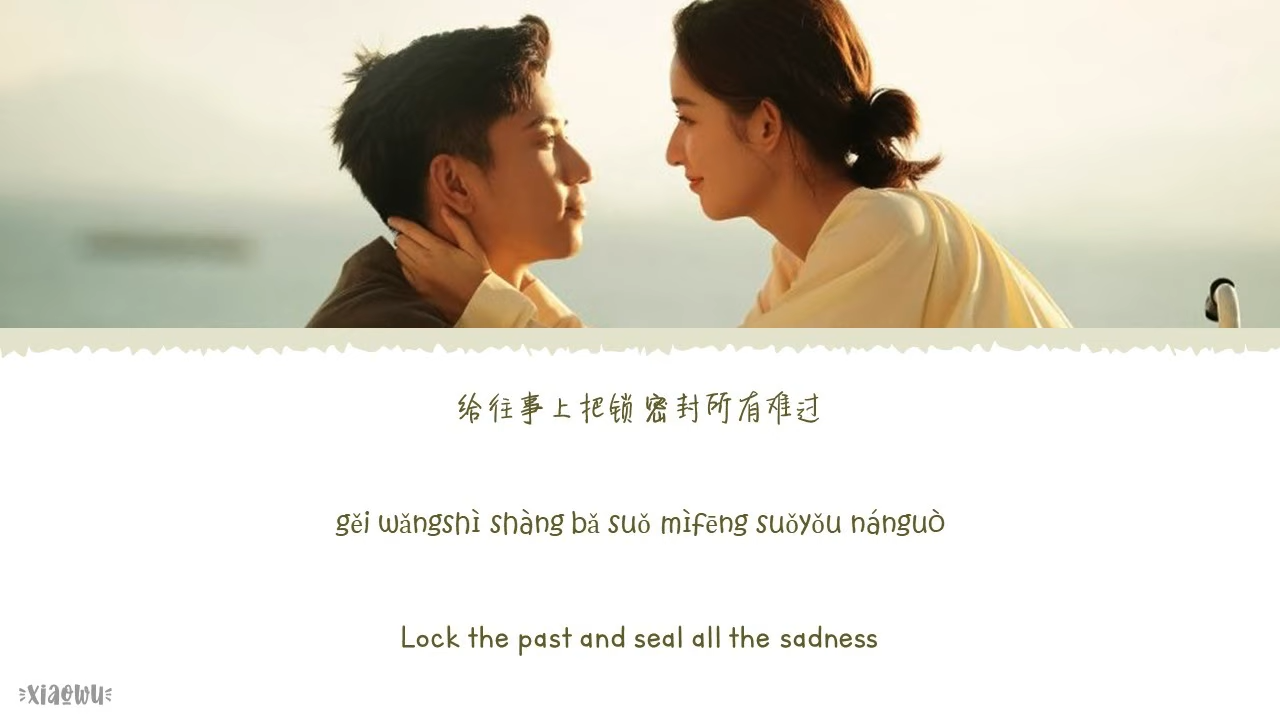 给往事上把锁 密封所有难过
gěi wǎngshì shàng bǎ suǒ mìfēng suǒyǒu nánguò
Lock the past and seal all the sadness
xiaowu